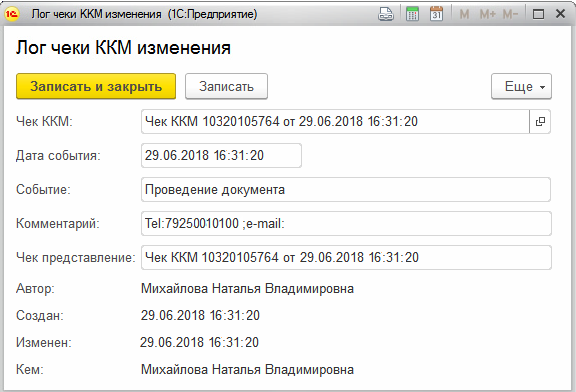 1С Лог чеки ККМ изменения (1С:Предприятие) 31 M M+ M-
Лог чеки ККМ изменения
Записать и закрыть Записать Еще
Чек ККМ: Чек ККМ 10320105764 от 29.06.2018 16:31:20
Дата события: 29.06.2018 16:31:20
Событие: Проведение документа
Комментарий: Tel:79250010100 ;e-mail:
Чек представление: Чек ККМ 10320105764 от 29.06.2018 16:31:20
Автор: Михайлова Наталья Владимировна
Создан: 29.06.2018 16:31:20
Изменен: 29.06.2018 16:31:20
Кем: Михайлова Наталья Владимировна